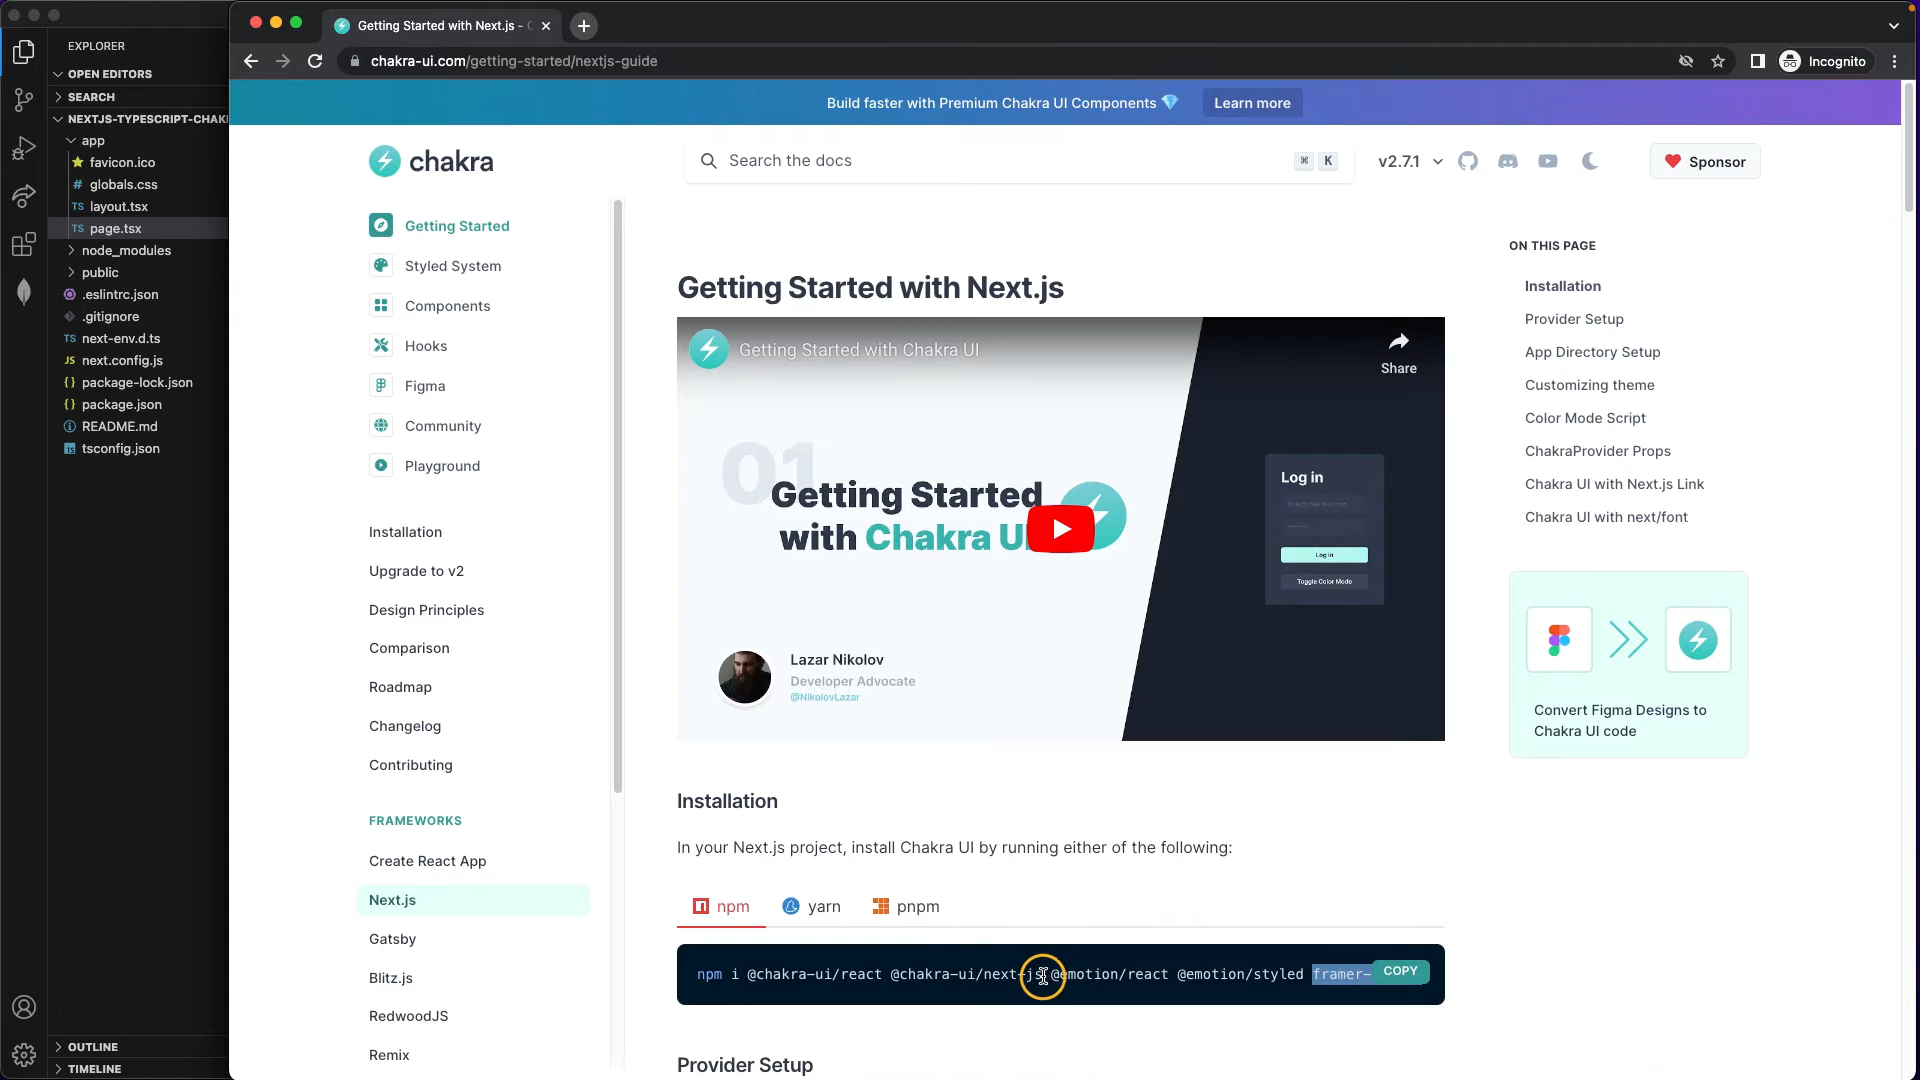 EXPLORER
OPEN EDITORS
SEARCH
NEXTJS-TYPESCRIPT-CHAK
app
favicon.ico
# globals.css
TS layout.tsx
TS page.tsx
node_modules
public
.eslintrc.json
.gitignore
TS next-env.d.ts
JS next.config.js
{} package-lock.json
{} package.json
README.md
tsconfig.json
OUTLINE
TIMELINE
Getting Started with Next.js -
chakra-ui.com/getting-started/nextjs-guide
Incognito
Build faster with Premium Chakra UI Components 💎
Learn more
chakra
Search the docs
⌘ K
v2.7.1
Sponsor
Getting Started
Styled System
Components
Hooks
Figma
Community
Playground
Installation
Upgrade to v2
Design Principles
Comparison
Roadmap
Changelog
Contributing
FRAMEWORKS
Create React App
Next.js
Gatsby
Blitz.js
RedwoodJS
Remix
Getting Started with Next.js
Getting Started with Chakra UI
Share
01
Getting Started
with Chakra U
Log in
Log in
Toggle Color Mode
Lazar Nikolov
Developer Advocate
@NikolovLazar
Installation
In your Next.js project, install Chakra UI by running either of the following:
npm
yarn
pnpm
npm i @chakra-ui/react @chakra-ui/next-js @emotion/react @emotion/styled framer-
COPY
Provider Setup
ON THIS PAGE
Installation
Provider Setup
App Directory Setup
Customizing theme
Color Mode Script
ChakraProvider Props
Chakra UI with Next.js Link
Chakra UI with next/font
Convert Figma Designs to
Chakra UI code